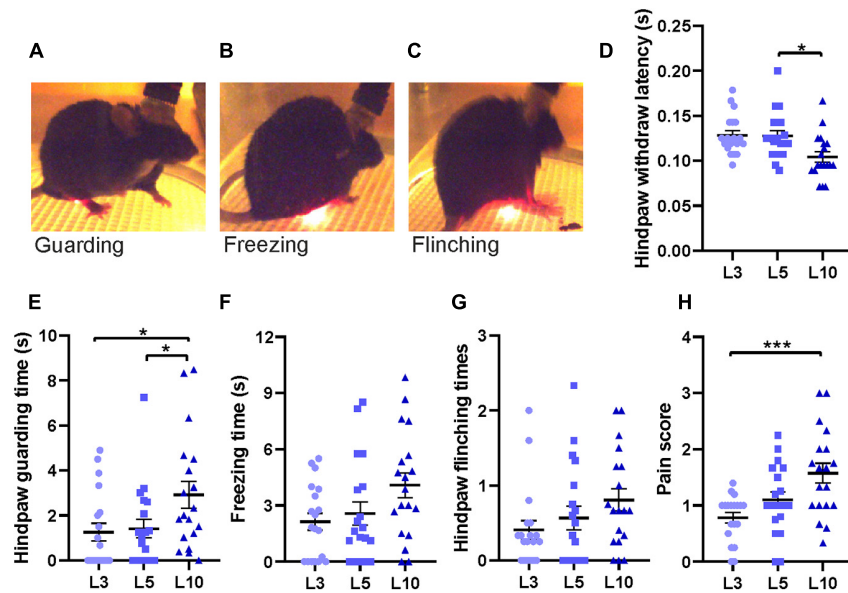 A
B
C
D
Guarding
Freezing
Flinching
Hindpaw withdraw latency (s)
0.25
0.20
0.15
0.10
0.05
0.00
*
L3 L5 L10
E
Hindpaw guarding time (s)
10
8
6
4
2
0
*
*
L3 L5 L10
F
Freezing time (s)
12
9
6
3
0
L3 L5 L10
G
Hindpaw flinching times
3
2
1
0
L3 L5 L10
H
Pain score
4
3
2
1
0
***
L3 L5 L10